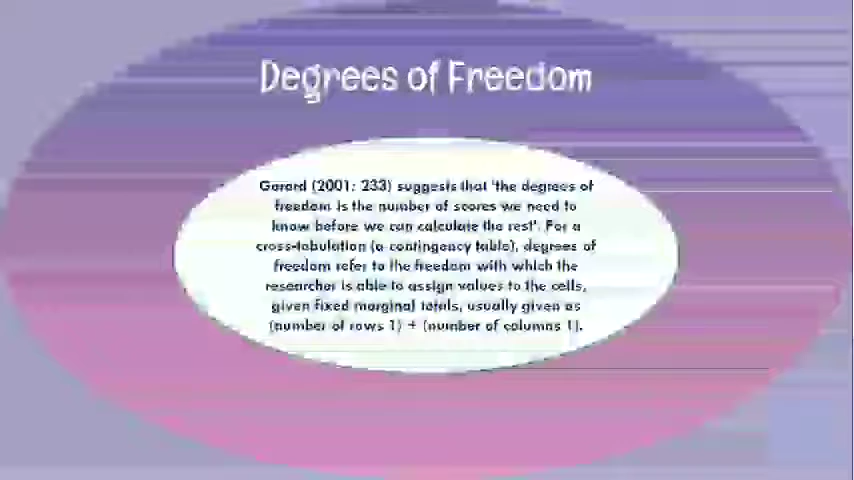 Degrees of Freedom
Gorard (2001: 233) suggests that 'the degrees of
freedom is the number of scores we need to
know before we can calculate the rest'. For a
cross-tabulation (a contingency table), degrees of
freedom refer to the freedom with which the
researcher is able to assign values to the cells,
given fixed marginal totals, usually given as
(number of rows 1) + (number of columns 1).